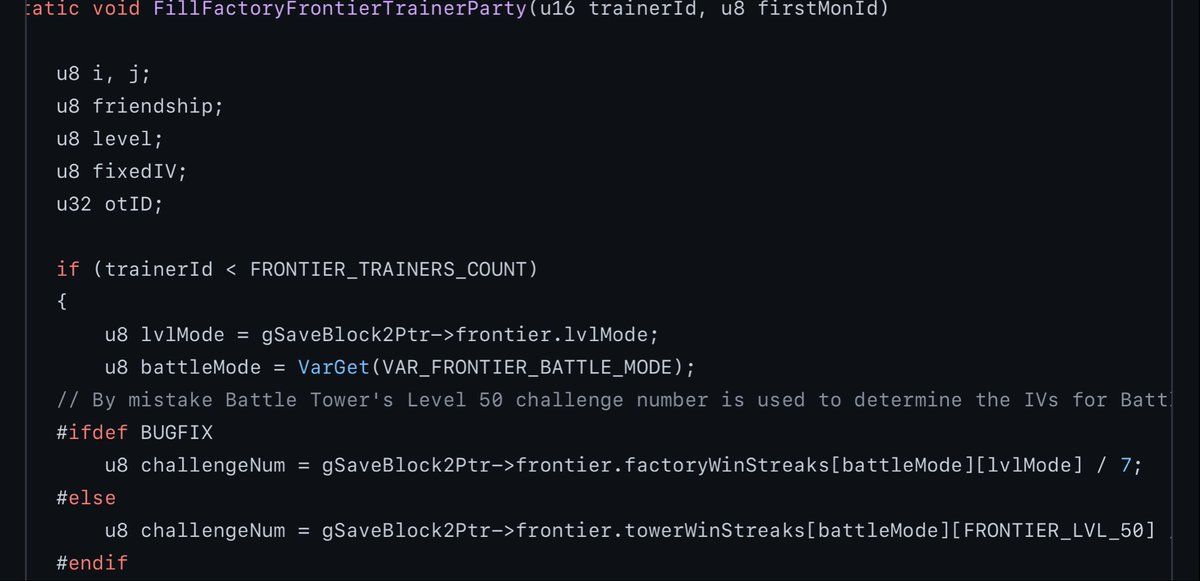 tatic void FillFactoryFrontierTrainerParty(u16 trainerId, u8 firstMonId)
u8 i, j;
u8 friendship;
u8 level;
u8 fixedIV;
u32 otID;
if (trainerId < FRONTIER_TRAINERS_COUNT)
{
u8 lvlMode = gSaveBlock2Ptr->frontier.lvlMode;
u8 battleMode = VarGet(VAR_FRONTIER_BATTLE_MODE);
// By mistake Battle Tower's Level 50 challenge number is used to determine the IVs for Battl
#ifdef BUGFIX
u8 challengeNum = gSaveBlock2Ptr->frontier.factoryWinStreaks[battleMode][lvlMode] / 7;
#else
u8 challengeNum = gSaveBlock2Ptr->frontier.towerWinStreaks[battleMode][FRONTIER_LVL_50]
#endif